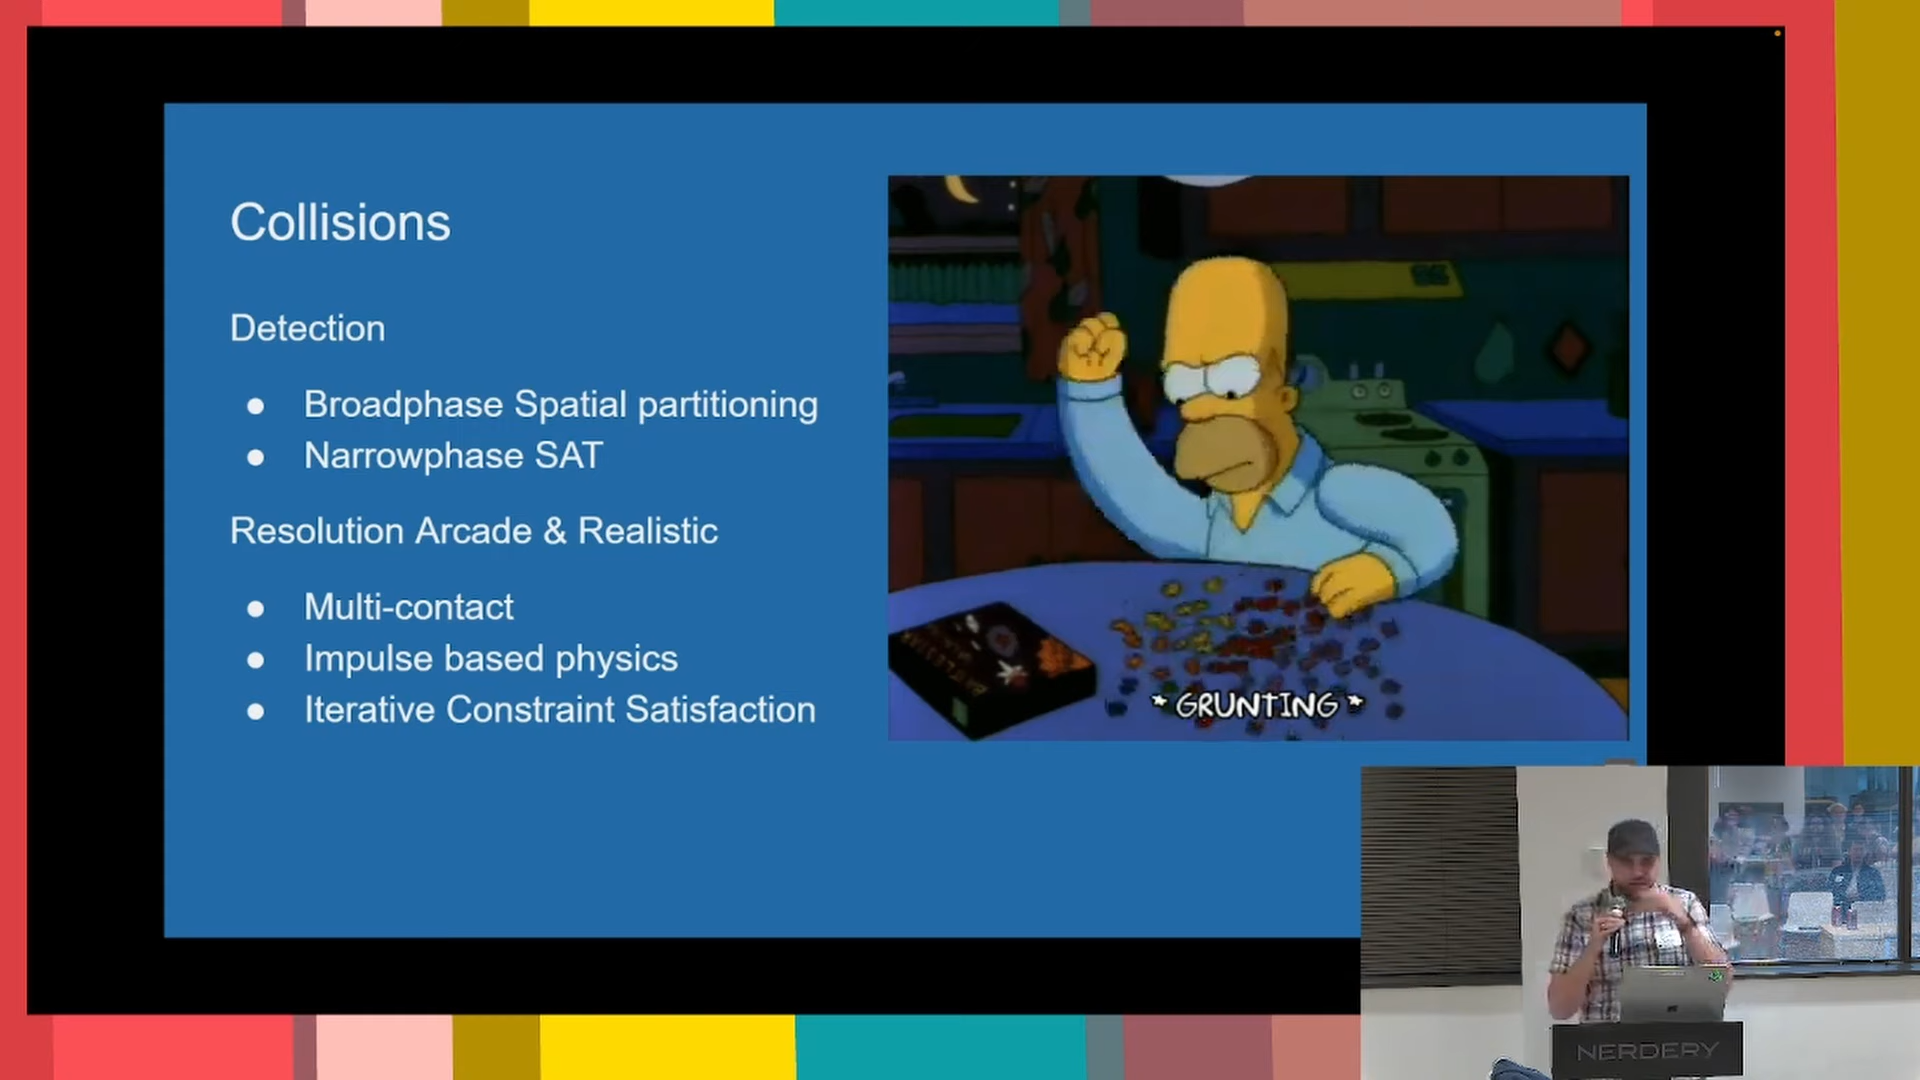 Collisions
Detection
● Broadphase Spatial partitioning
● Narrowphase SAT
Resolution Arcade & Realistic
● Multi-contact
● Impulse based physics
● Iterative Constraint Satisfaction
* GRUNTING *
NERDERY